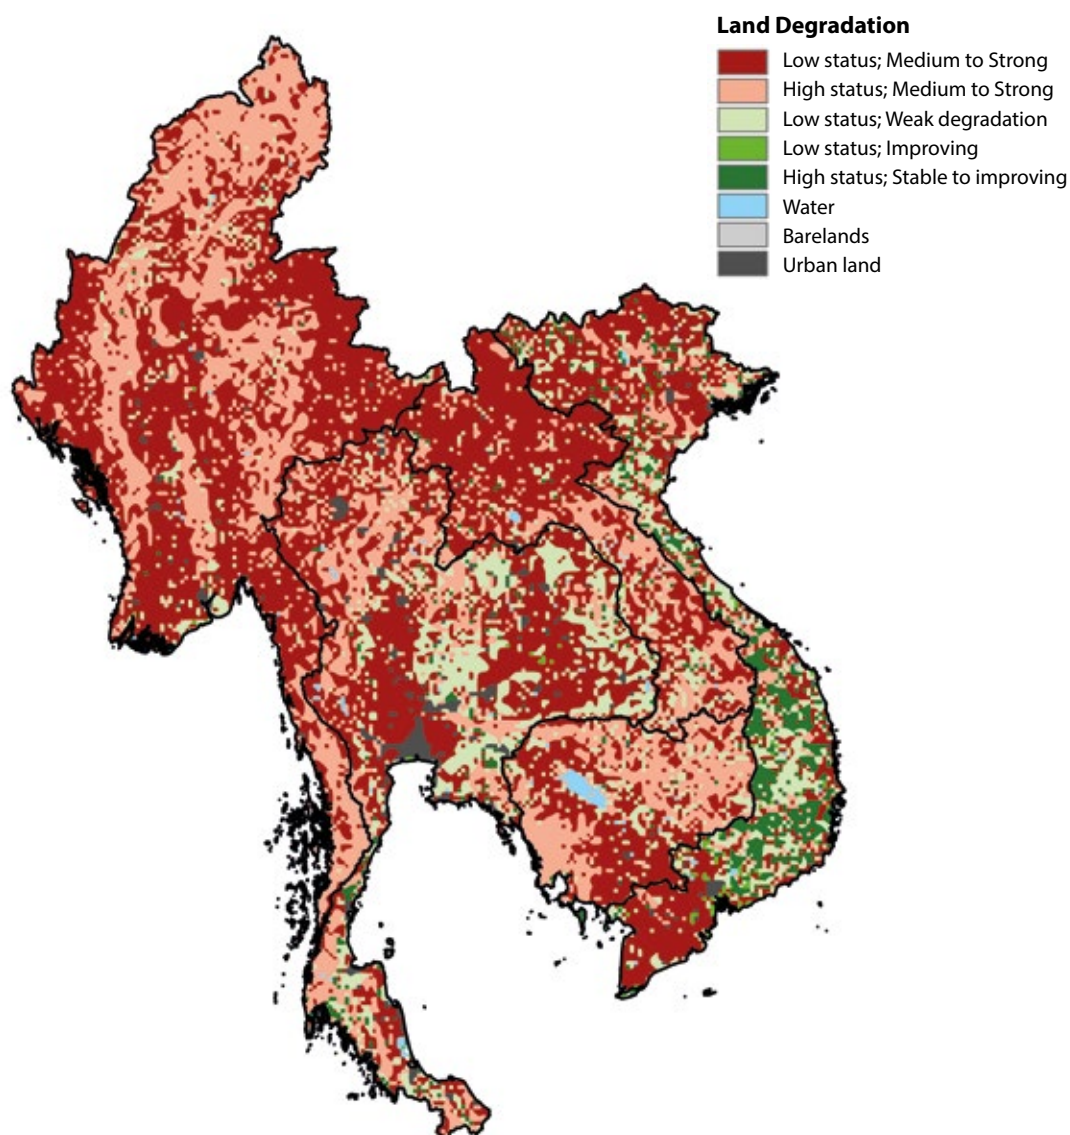 Land Degradation
Low status; Medium to Strong
High status; Medium to Strong
Low status; Weak degradation
Low status; Improving
High status; Stable to improving
Water
Barelands
Urban land